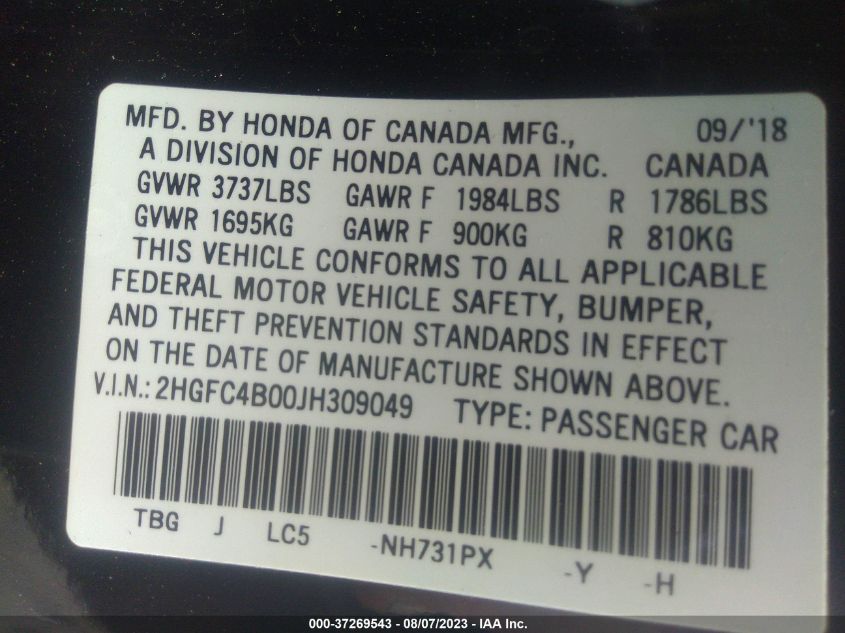 MFD. BY HONDA OF CANADA MFG., 09/'18
A DIVISION OF HONDA CANADA INC. CANADA
GVWR 3737LBS GAWR F 1984LBS R 1786LBS
GVWR 1695KG GAWR F 900KG R 810KG
THIS VEHICLE CONFORMS TO ALL APPLICABLE
FEDERAL MOTOR VEHICLE SAFETY, BUMPER,
AND THEFT PREVENTION STANDARDS IN EFFECT
ON THE DATE OF MANUFACTURE SHOWN ABOVE.
V.I.N.: 2HGFC4B00JH309049 TYPE: PASSENGER CAR
TBG J LC5 -NH731PX -Y -H
000-37269543 - 08/07/2023 - IAA Inc.